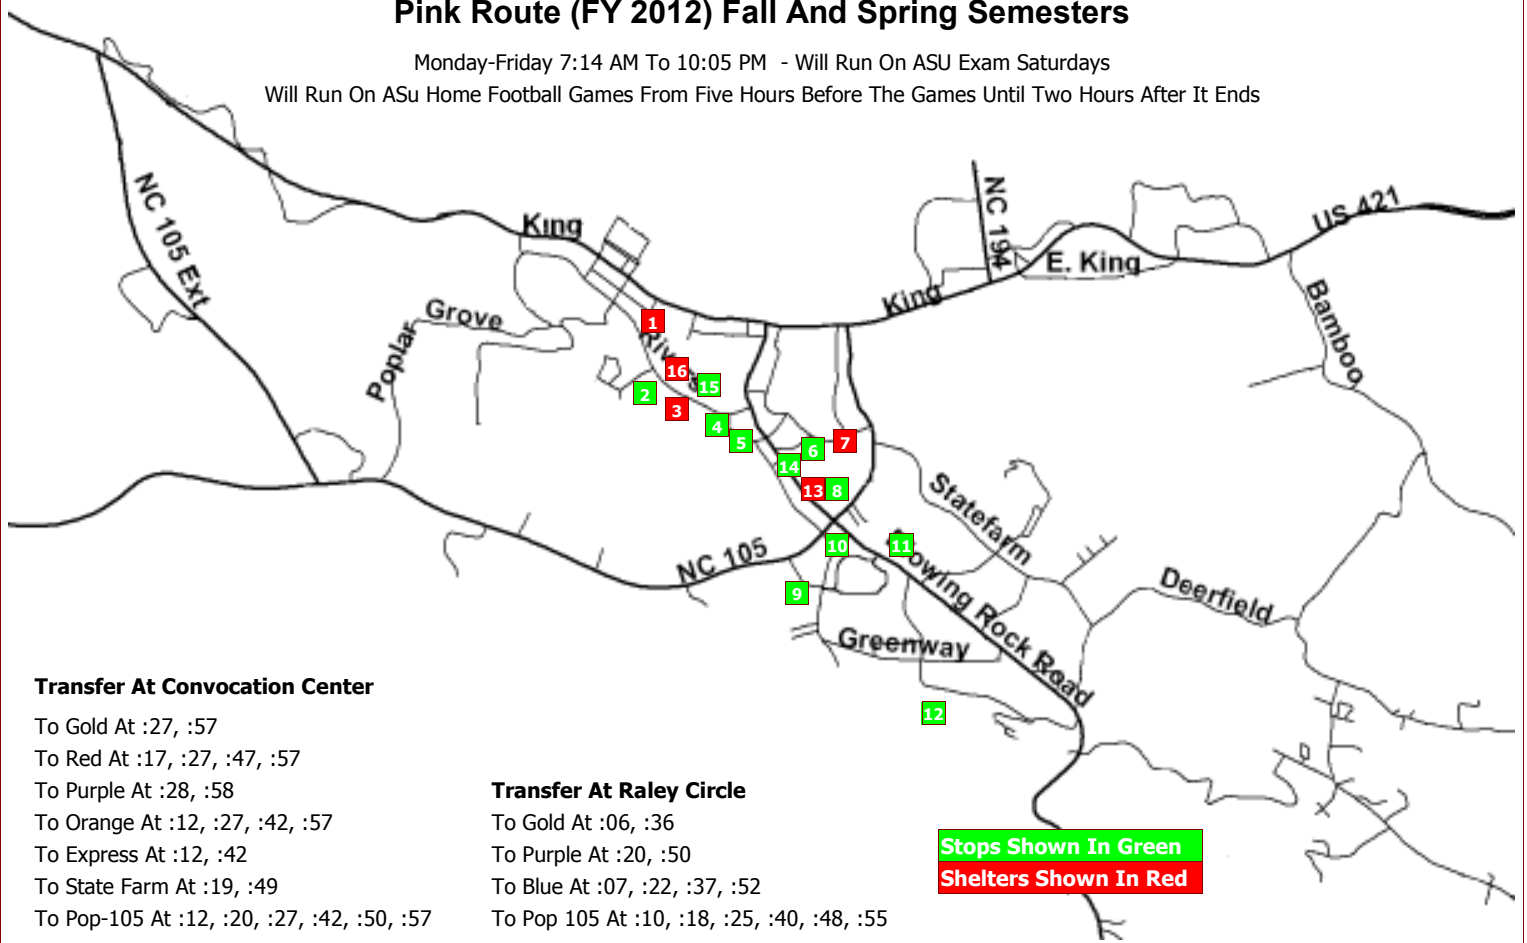 Pink Route (FY 2012) Fall And Spring Semesters
Monday-Friday 7:14 AM To 10:05 PM - Will Run On ASU Exam Saturdays
Will Run On ASu Home Football Games From Five Hours Before The Games Until Two Hours After It Ends
NC 105 Ext
King
NC 194
US 421
E. King
King
Bamboo
Grove
Poplar
1
16
15
2
3
4
5
6
7
14
13
8
Statefarm
10
11
NC 105
9
Rock Road
Deerfield
Greenway
12
Transfer At Convocation Center
To Gold At :27, :57
To Red At :17, :27, :47, :57
To Purple At :28, :58
To Orange At :12, :27, :42, :57
To Express At :12, :42
To State Farm At :19, :49
To Pop-105 At :12, :20, :27, :42, :50, :57
Transfer At Raley Circle
To Gold At :06, :36
To Purple At :20, :50
To Blue At :07, :22, :37, :52
To Pop 105 At :10, :18, :25, :40, :48, :55
Stops Shown In Green
Shelters Shown In Red